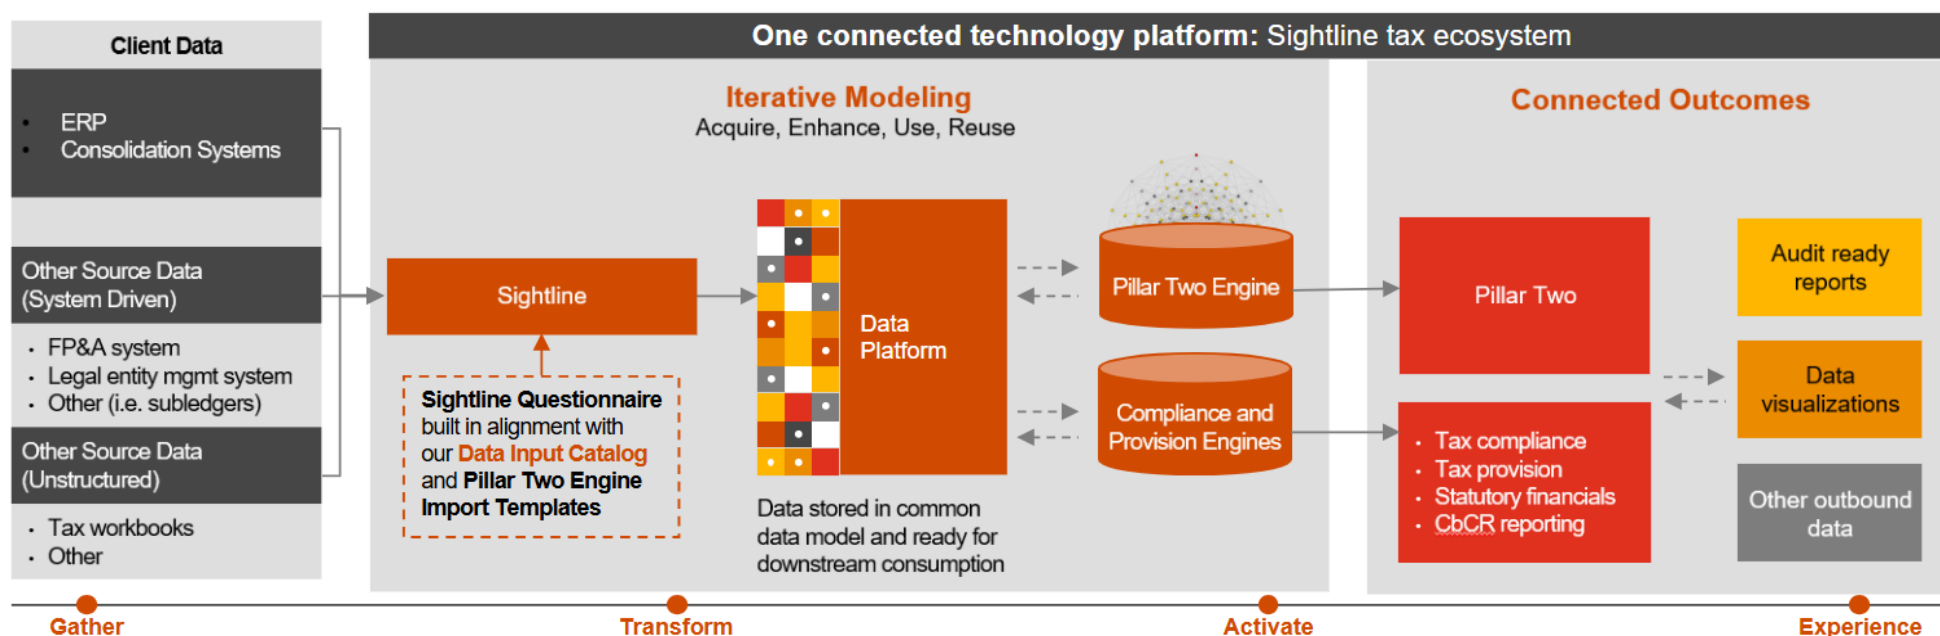 Client Data
• ERP
• Consolidation Systems
Other Source Data
(System Driven)
• FP&A system
• Legal entity mgmt system
• Other (i.e. subledgers)
Other Source Data
(Unstructured)
• Tax workbooks
• Other
One connected technology platform: Sightline tax ecosystem
Iterative Modeling
Acquire, Enhance, Use, Reuse
Sightline
Sightline Questionnaire
built in alignment with
our Data Input Catalog
and Pillar Two Engine
Import Templates
Data
Platform
Data stored in common
data model and ready for
downstream consumption
Pillar Two Engine
Compliance and
Provision Engines
Connected Outcomes
Pillar Two
• Tax compliance
• Tax provision
• Statutory financials
• CbCR reporting
Audit ready
reports
Data
visualizations
Other outbound
data
Gather
Transform
Activate
Experience